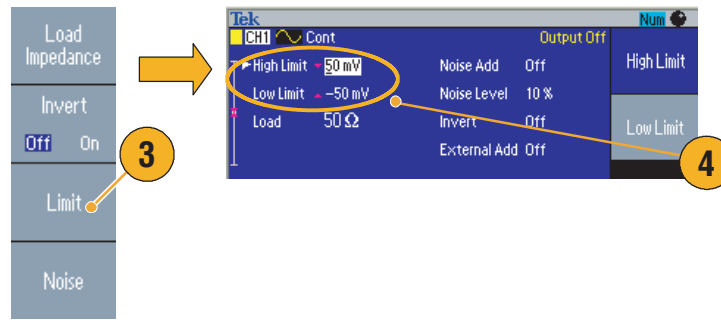 Load
Impedance
Invert
Off On
Limit
Noise
3
Tek
Num
CH1 Cont Output Off
High Limit 50 mV Noise Add Off
Low Limit −50 mV Noise Level 10 %
Load 50 Ω Invert Off
External Add Off
High Limit
Low Limit
4